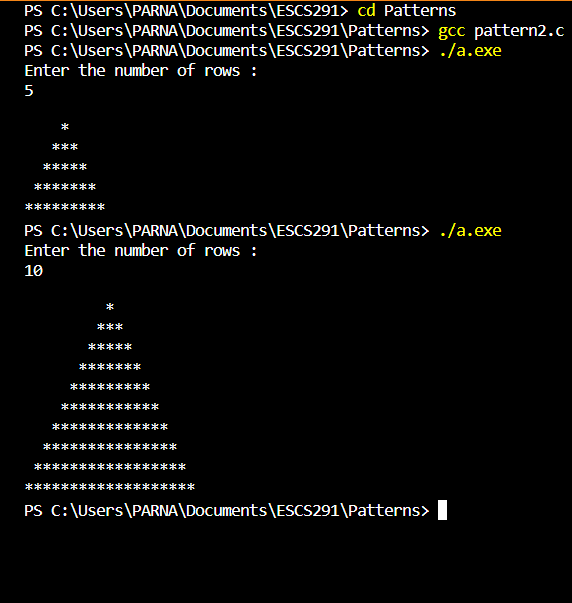 PS C:\Users\PARNA\Documents\ESCS291> cd Patterns
PS C:\Users\PARNA\Documents\ESCS291\Patterns> gcc pattern2.c
PS C:\Users\PARNA\Documents\ESCS291\Patterns> ./a.exe
Enter the number of rows :
5

    *
   ***
  *****
 *******
*********
PS C:\Users\PARNA\Documents\ESCS291\Patterns> ./a.exe
Enter the number of rows :
10

         *
        ***
       *****
      *******
     *********
    ***********
   *************
  ***************
 *****************
*******************
PS C:\Users\PARNA\Documents\ESCS291\Patterns>